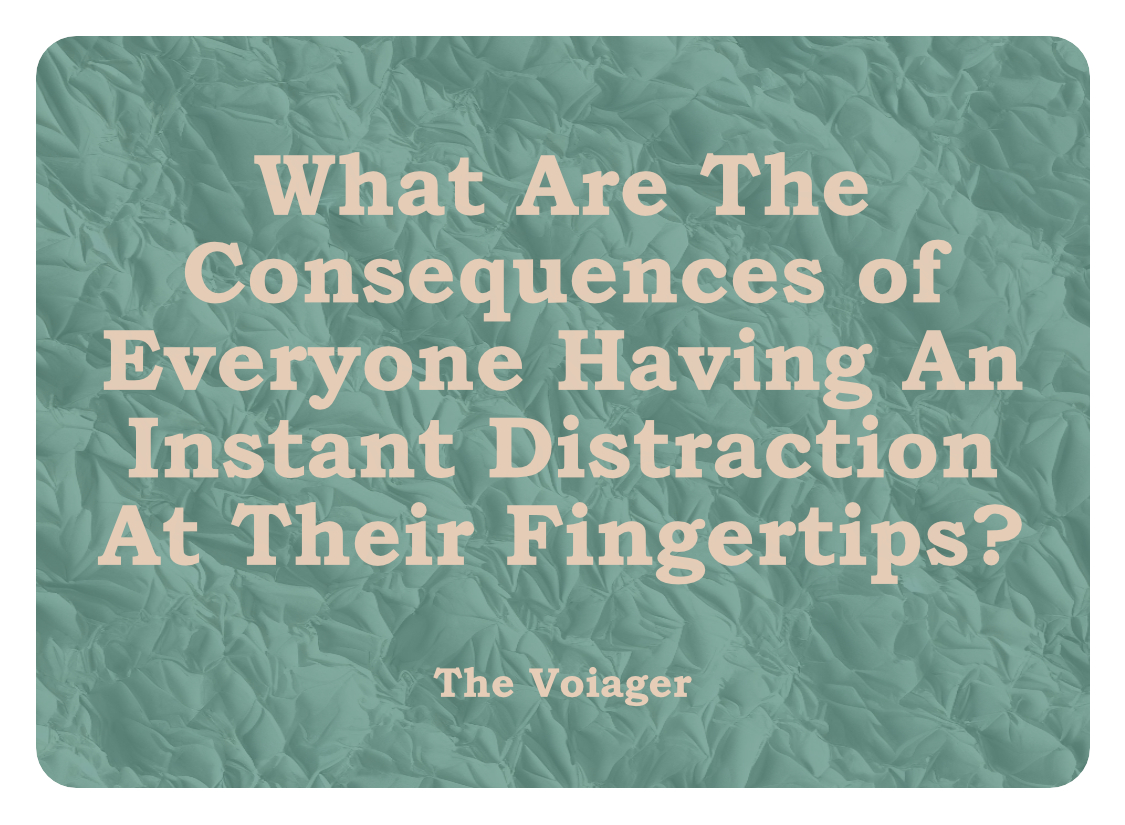 What Are The
Consequences of
Everyone Having An
Instant Distraction
At Their Fingertips?
The Voiager